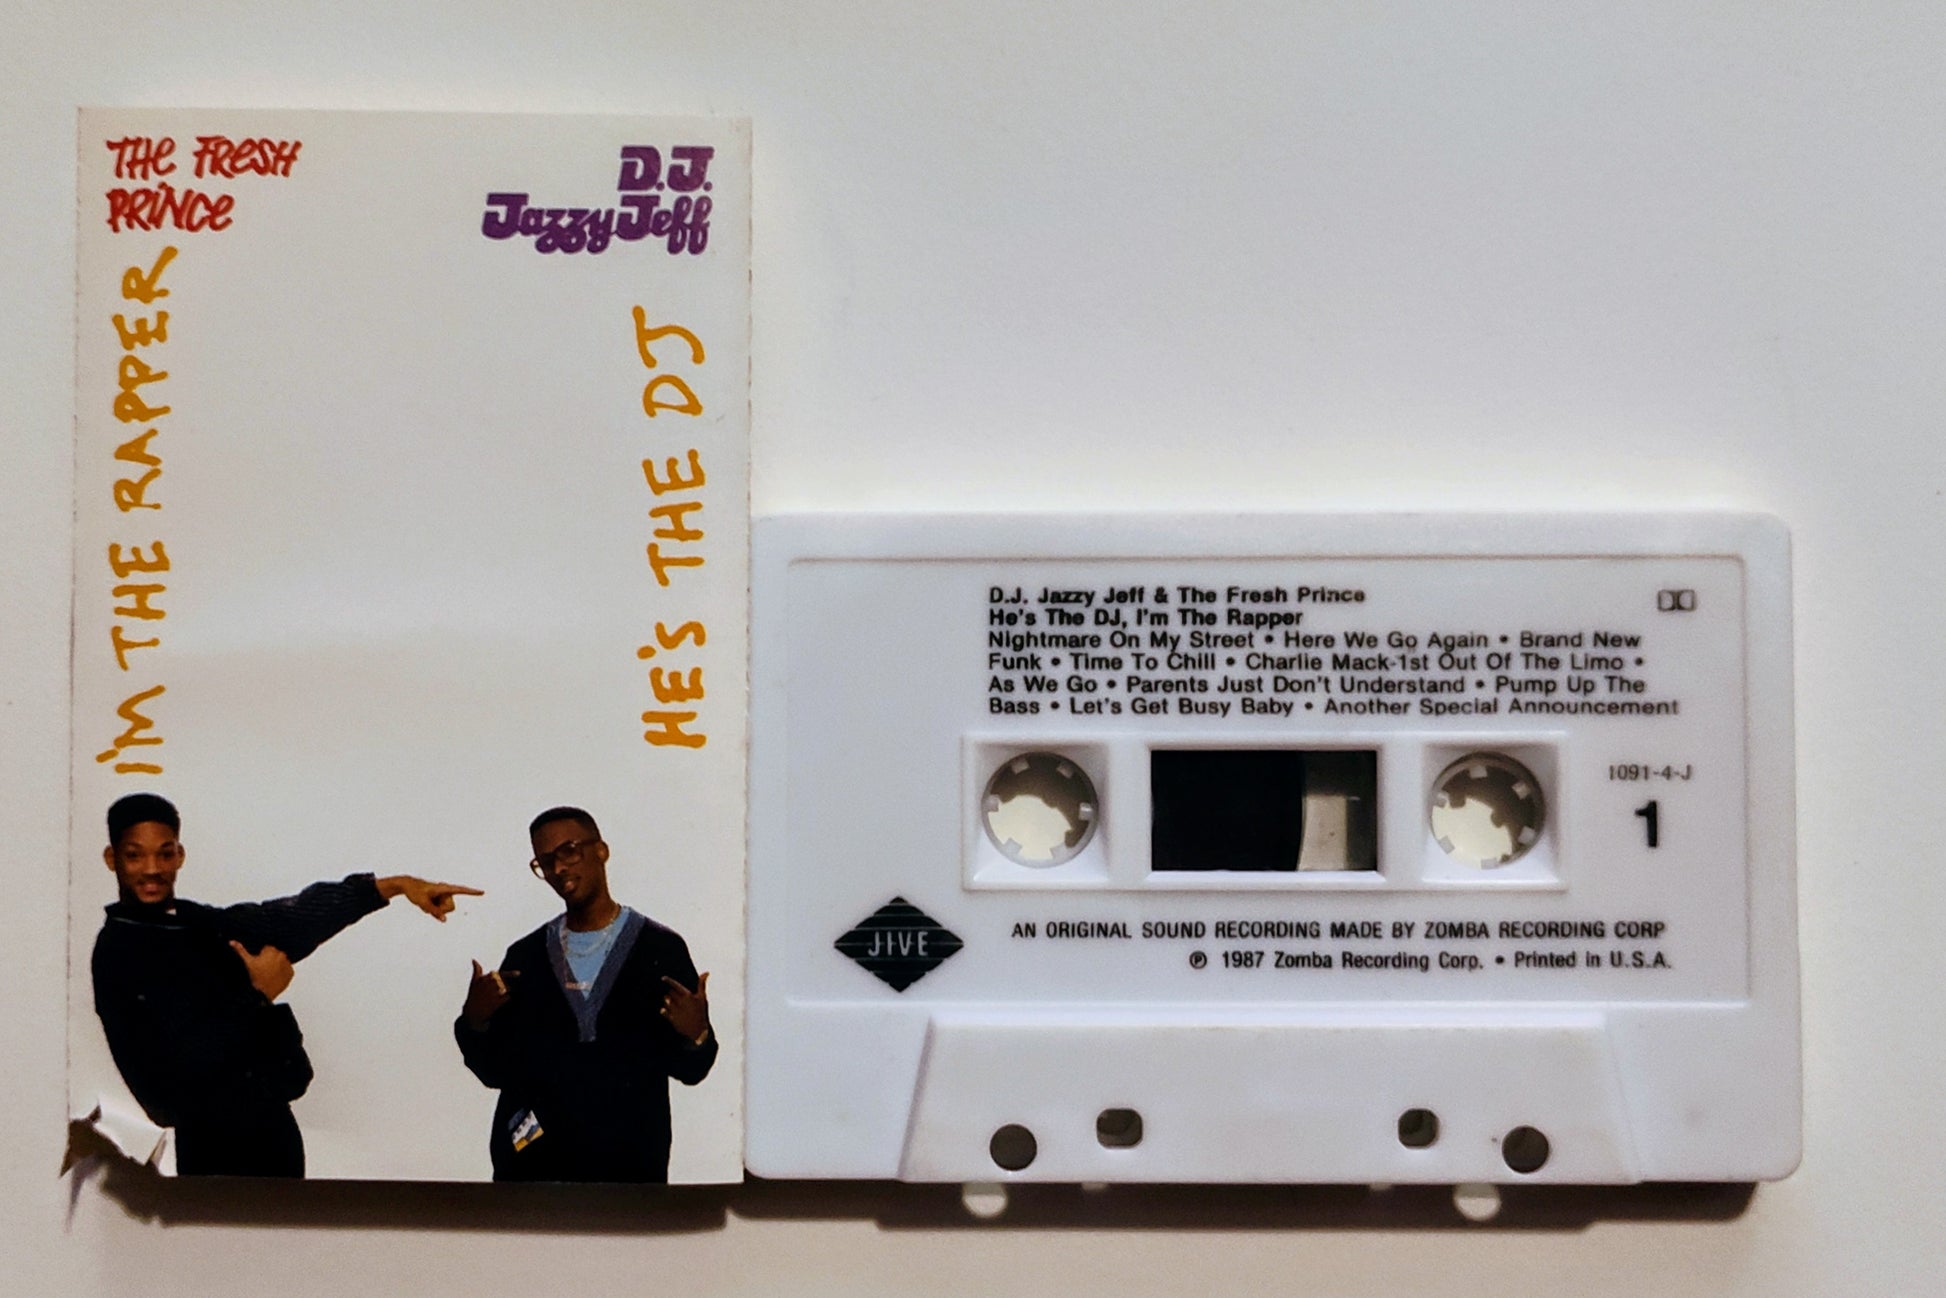 THE FRESH
PRINCE
D.J.
Jazzy Jeff
I'M THE RAPPER
HE'S THE DJ
D.J. Jazzy Jeff & The Fresh Prince
He's The DJ, I'm The Rapper
Nightmare On My Street • Here We Go Again • Brand New
Funk • Time To Chill • Charlie Mack-1st Out Of The Limo •
As We Go • Parents Just Don't Understand • Pump Up The
Bass • Let's Get Busy Baby • Another Special Announcement
1091-4-J
1
JIVE
AN ORIGINAL SOUND RECORDING MADE BY ZOMBA RECORDING CORP
℗ 1987 Zomba Recording Corp. • Printed in U.S.A.